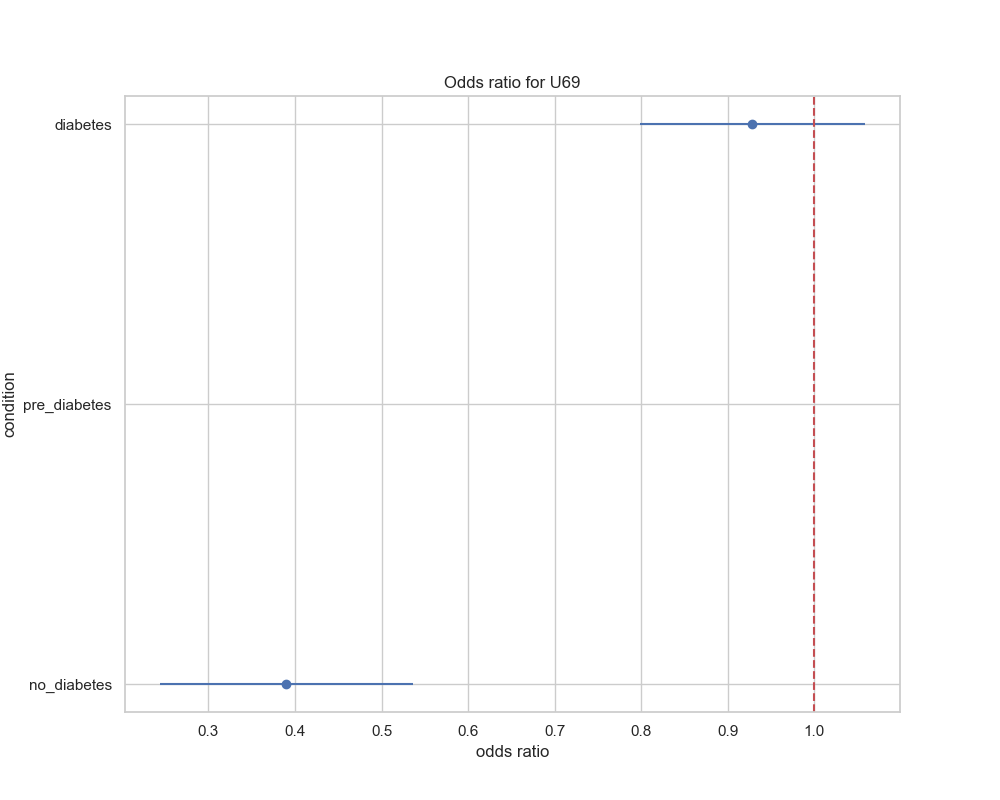 Odds ratio for U69
diabetes
pre_diabetes
no_diabetes
condition
0.3 0.4 0.5 0.6 0.7 0.8 0.9 1.0
odds ratio